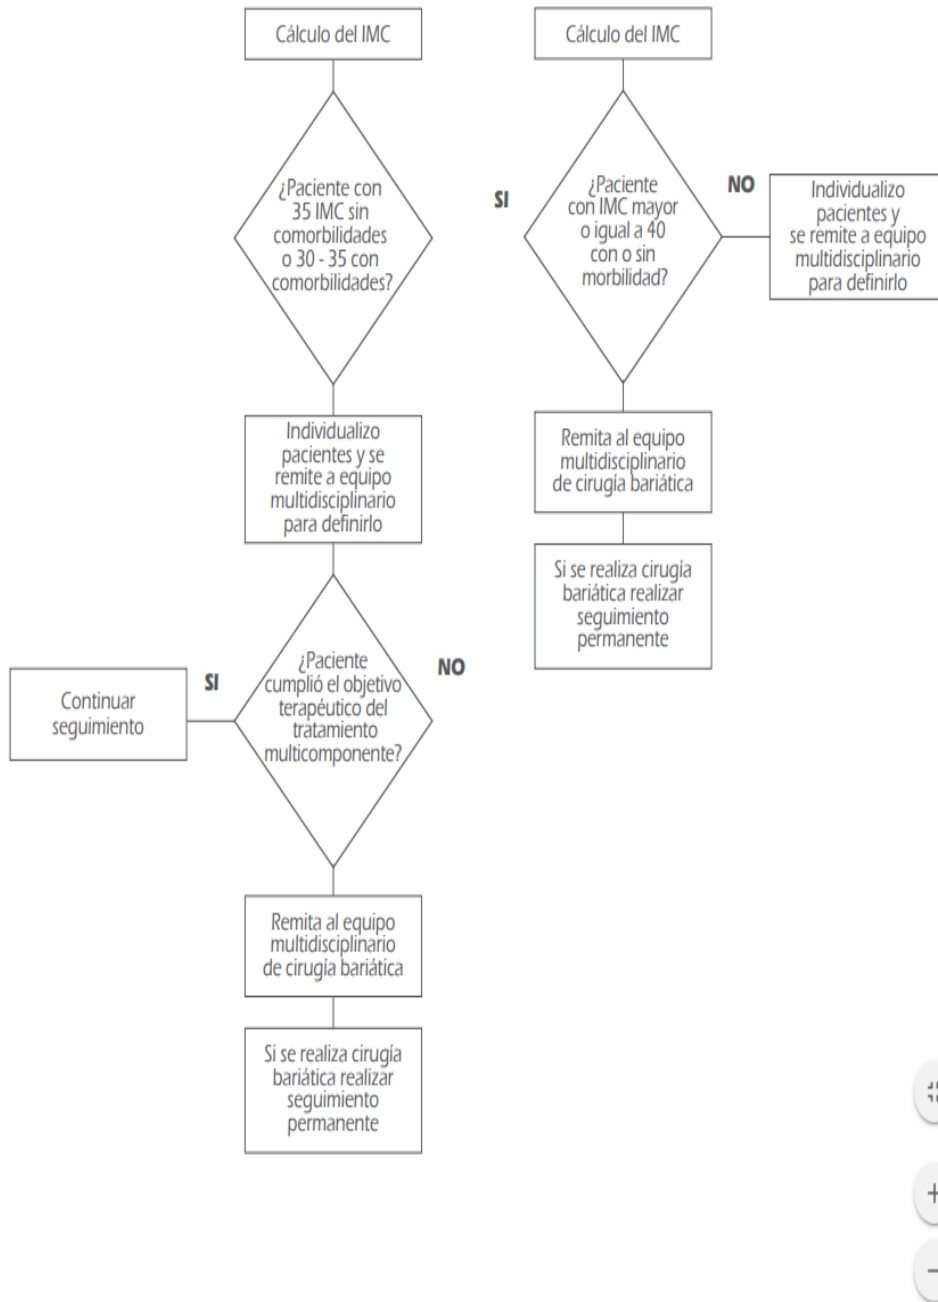 Cálculo del IMC
¿Paciente con
35 IMC sin
comorbilidades
o 30 - 35 con
comorbilidades?
Individualizo
pacientes y se
remite a equipo
multidisciplinario
para definirlo
¿Paciente
cumplió el objetivo
terapéutico del
tratamiento
multicomponente?
SI
Continuar
seguimiento
NO
Remita al equipo
multidisciplinario
de cirugía bariática
Si se realiza cirugía
bariática realizar
seguimiento
permanente
Cálculo del IMC
SI
¿Paciente
con IMC mayor
o igual a 40
con o sin
morbilidad?
NO
Individualizo
pacientes y
se remite a equipo
multidisciplinario
para definirlo
Remita al equipo
multidisciplinario
de cirugía bariática
Si se realiza cirugía
bariática realizar
seguimiento
permanente